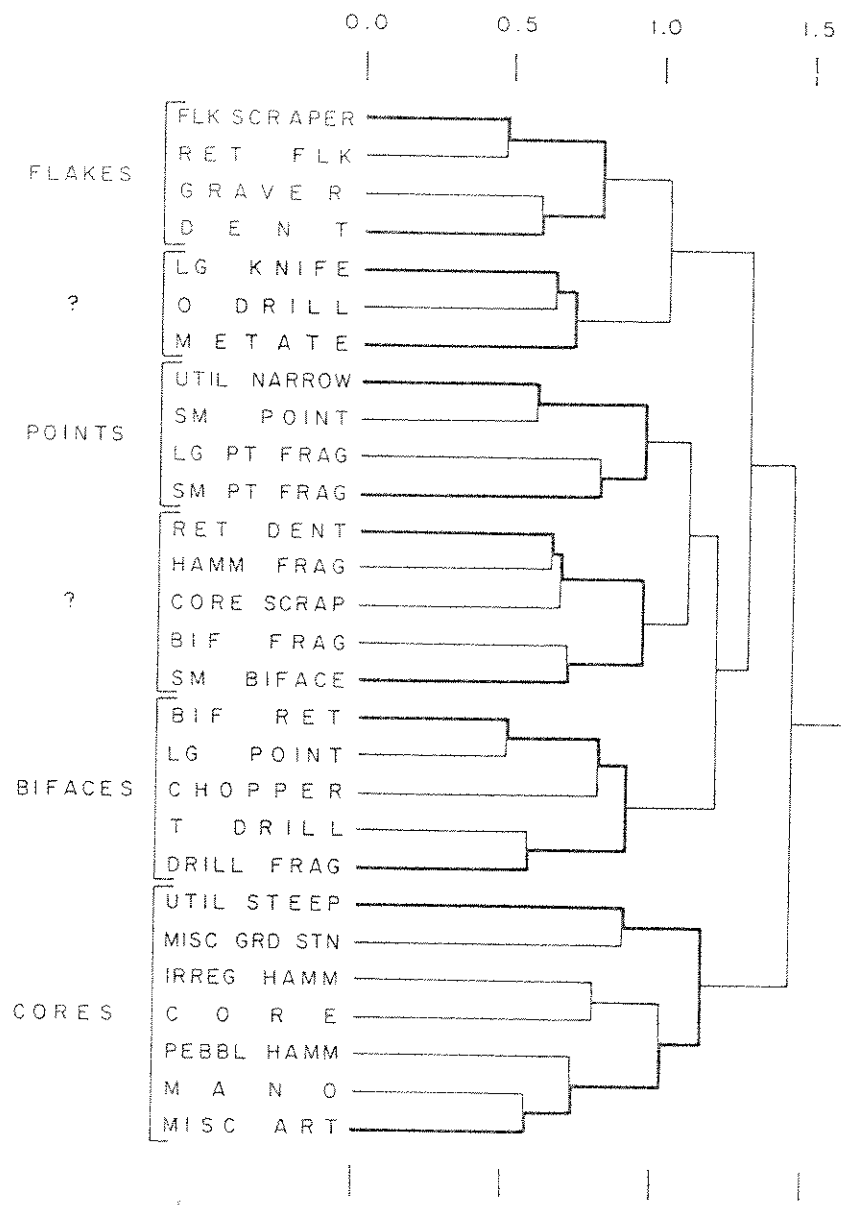 0.0 0.5 1.0 1.5
FLK SCRAPER
RET FLK
FLAKES
GRAVER
DENT
LG KNIFE
? O DRILL
METATE
UTIL NARROW
SM POINT
POINTS
LG PT FRAG
SM PT FRAG
RET DENT
HAMM FRAG
? CORE SCRAP
BIF FRAG
SM BIFACE
BIF RET
LG POINT
BIFACES CHOPPER
T DRILL
DRILL FRAG
UTIL STEEP
MISC GRD STN
IRREG HAMM
CORES CORE
PEBBL HAMM
MANO
MISC ART